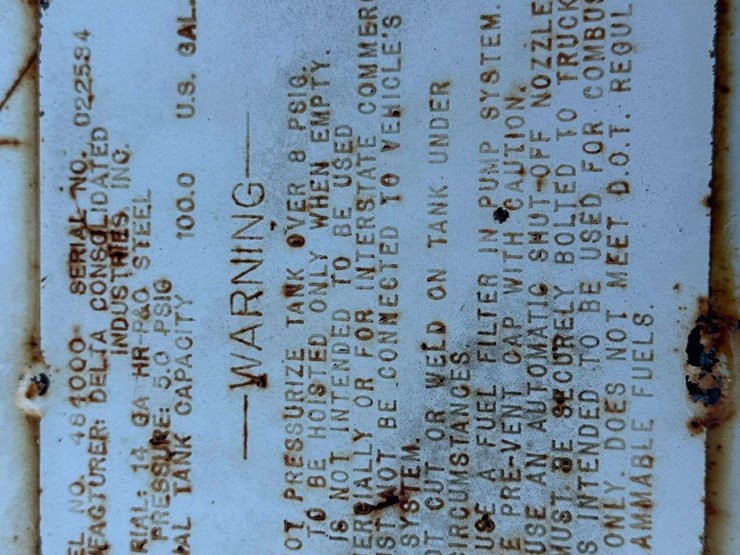 EL NO. 481000 SERIAL NO. 022534
FACTURER: DELTA CONSOLIDATED
INDUSTRIES INC.
RIAL: 14 GA HR-P&O STEEL
PRESSURE: 5.0 PSIG
AL TANK CAPACITY 100.0 U.S. GAL.
WARNING
OT PRESSURIZE TANK OVER 8 PSIG.
TO BE HOISTED ONLY WHEN EMPTY.
IS NOT INTENDED TO BE USED
ERCIALLY OR FOR INTERSTATE COMMERC
ST NOT BE CONNECTED TO VEHICLE'S
SYSTEM.
OT CUT OR WELD ON TANK UNDER
IRCUMSTANCES
USE A FUEL FILTER IN PUMP SYSTEM.
E PRE-VENT CAP WITH CAUTION.
USE AN AUTOMATIC SHUT OFF NOZZLE
MUST BE SECURELY BOLTED TO TRUCK
S INTENDED TO BE USED FOR COMBUS
ONLY. DOES NOT MEET D.O.T. REGUL
AMMABLE FUELS.